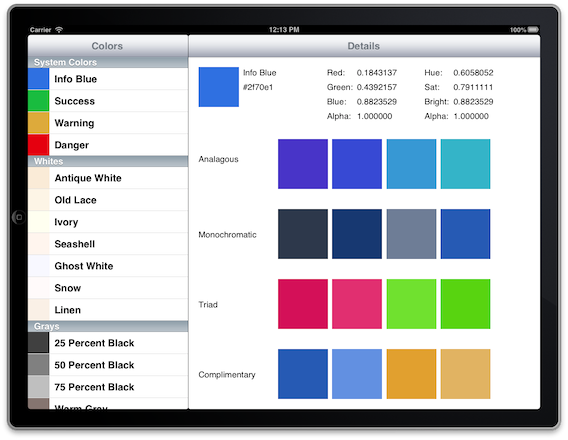 Carrier 12:13 PM 100%
Colors
Details
System Colors
Info Blue
Success
Warning
Danger
Whites
Antique White
Old Lace
Ivory
Seashell
Ghost White
Snow
Linen
Grays
25 Percent Black
50 Percent Black
75 Percent Black
Warm Gray
Info Blue
#2f70e1
Red: 0.1843137 Hue: 0.6058052
Green: 0.4392157 Sat: 0.7911111
Blue: 0.8823529 Bright: 0.8823529
Alpha: 1.000000 Alpha: 1.000000
Analagous
Monochromatic
Triad
Complimentary